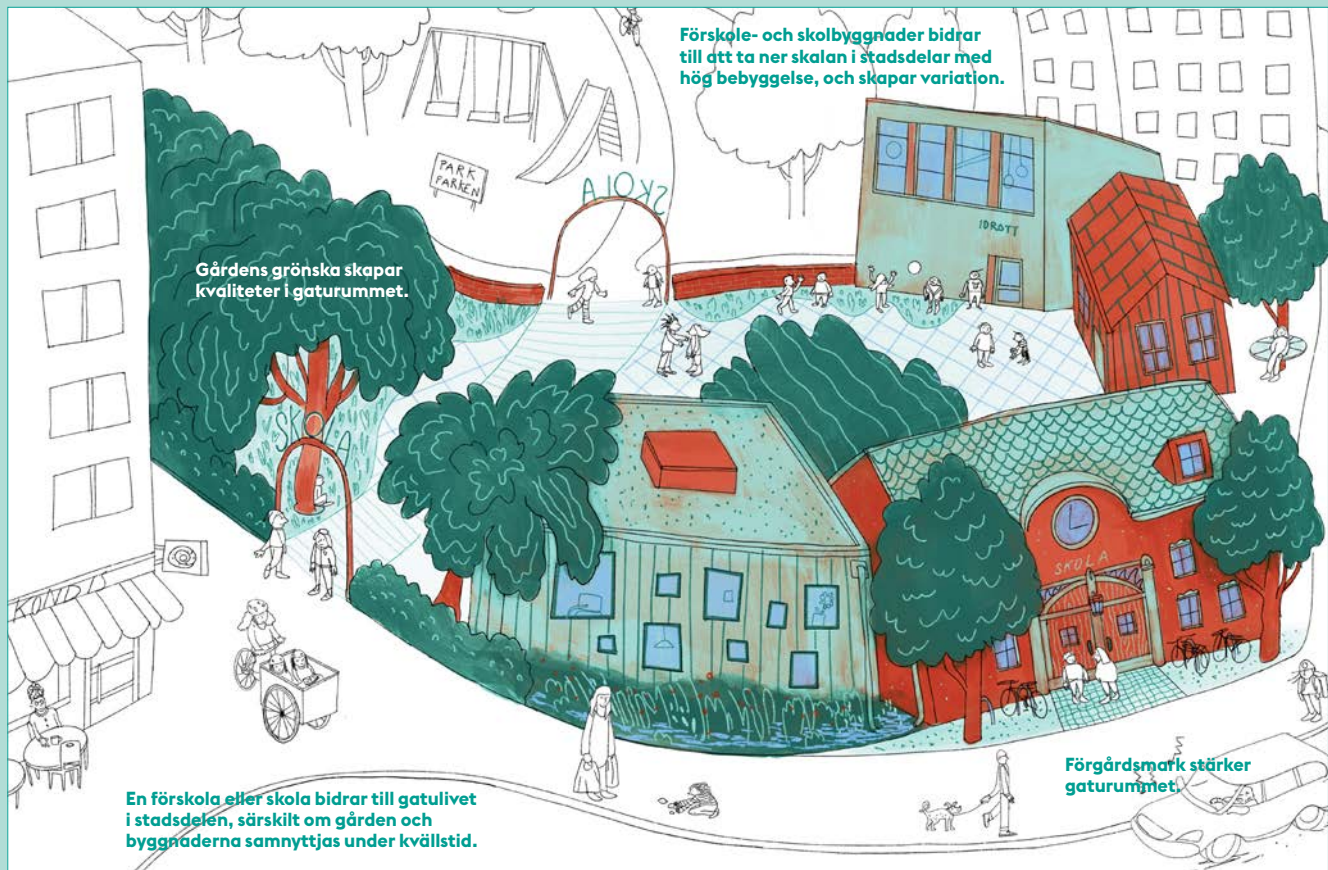 Förskole- och skolbyggnader bidrar
till att ta ner skalan i stadsdelar med
hög bebyggelse, och skapar variation.
PARK
PARKEN
SKOLA
IDROTT
Gårdens grönska skapar
kvaliteter i gaturummet.
SKOLA
KONDI
Förgårdsmark stärker
gaturummet.
En förskola eller skola bidrar till gatulivet
i stadsdelen, särskilt om gården och
byggnaderna samnyttjas under kvällstid.